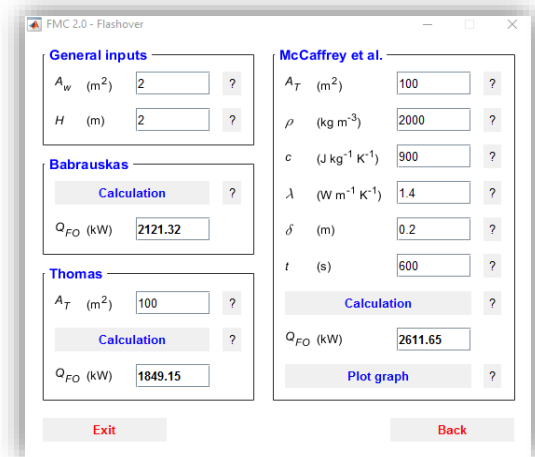 FMC 2.0 - Flashover
General inputs
A_w (m²) 2 ?
H (m) 2 ?
Babrauskas
Calculation ?
Q_FO (kW) 2121.32
Thomas
A_T (m²) 100 ?
Calculation ?
Q_FO (kW) 1849.15
McCaffrey et al.
A_T (m²) 100 ?
ρ (kg m⁻³) 2000 ?
c (J kg⁻¹ K⁻¹) 900 ?
λ (W m⁻¹ K⁻¹) 1.4 ?
δ (m) 0.2 ?
t (s) 600 ?
Calculation ?
Q_FO (kW) 2611.65
Plot graph ?
Exit
Back